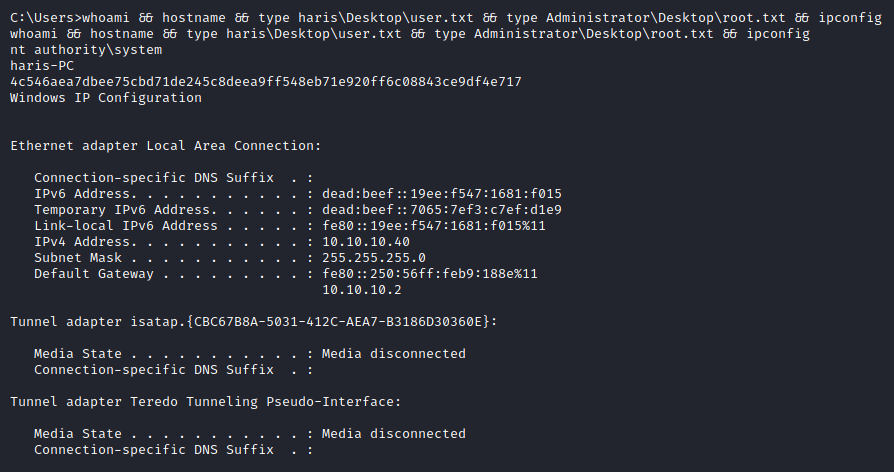 C:\Users>whoami && hostname && type haris\Desktop\user.txt && type Administrator\Desktop\root.txt && ipconfig
whoami && hostname && type haris\Desktop\user.txt && type Administrator\Desktop\root.txt && ipconfig
nt authority\system
haris-PC
4c546aea7dbee75cbd71de245c8deea9ff548eb71e920ff6c08843ce9df4e717
Windows IP Configuration
Ethernet adapter Local Area Connection:
   Connection-specific DNS Suffix  . :
   IPv6 Address. . . . . . . . . . . : dead:beef::19ee:f547:1681:f015
   Temporary IPv6 Address. . . . . . : dead:beef::7065:7ef3:c7ef:d1e9
   Link-local IPv6 Address . . . . . : fe80::19ee:f547:1681:f015%11
   IPv4 Address. . . . . . . . . . . : 10.10.10.40
   Subnet Mask . . . . . . . . . . . : 255.255.255.0
   Default Gateway . . . . . . . . . : fe80::250:56ff:feb9:188e%11
                                       10.10.10.2
Tunnel adapter isatap.{CBC67B8A-5031-412C-AEA7-B3186D30360E}:
   Media State . . . . . . . . . . . : Media disconnected
   Connection-specific DNS Suffix  . :
Tunnel adapter Teredo Tunneling Pseudo-Interface:
   Media State . . . . . . . . . . . : Media disconnected
   Connection-specific DNS Suffix  . :